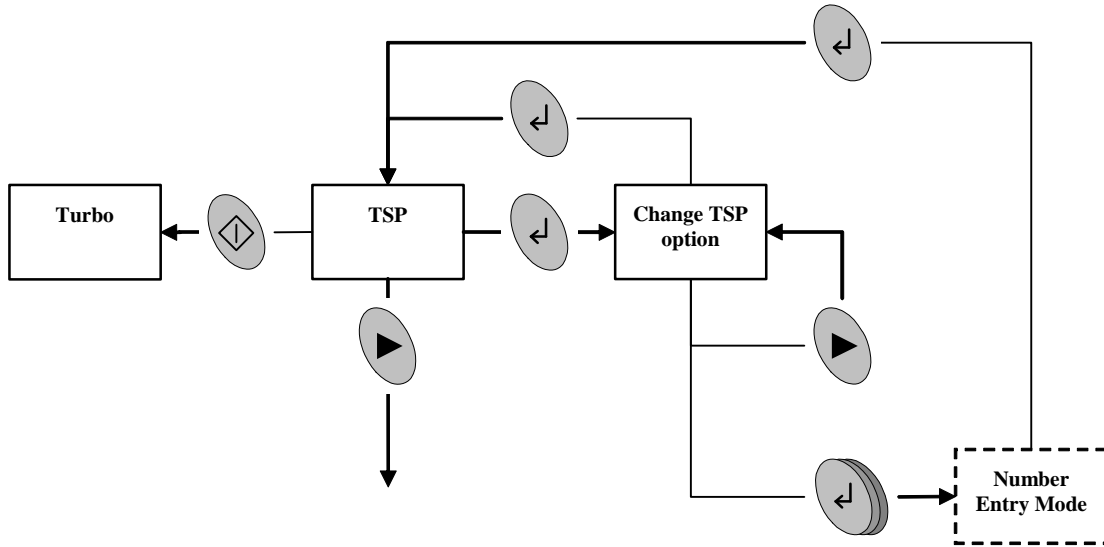 Turbo
TSP
Change TSP
option
Number
Entry Mode